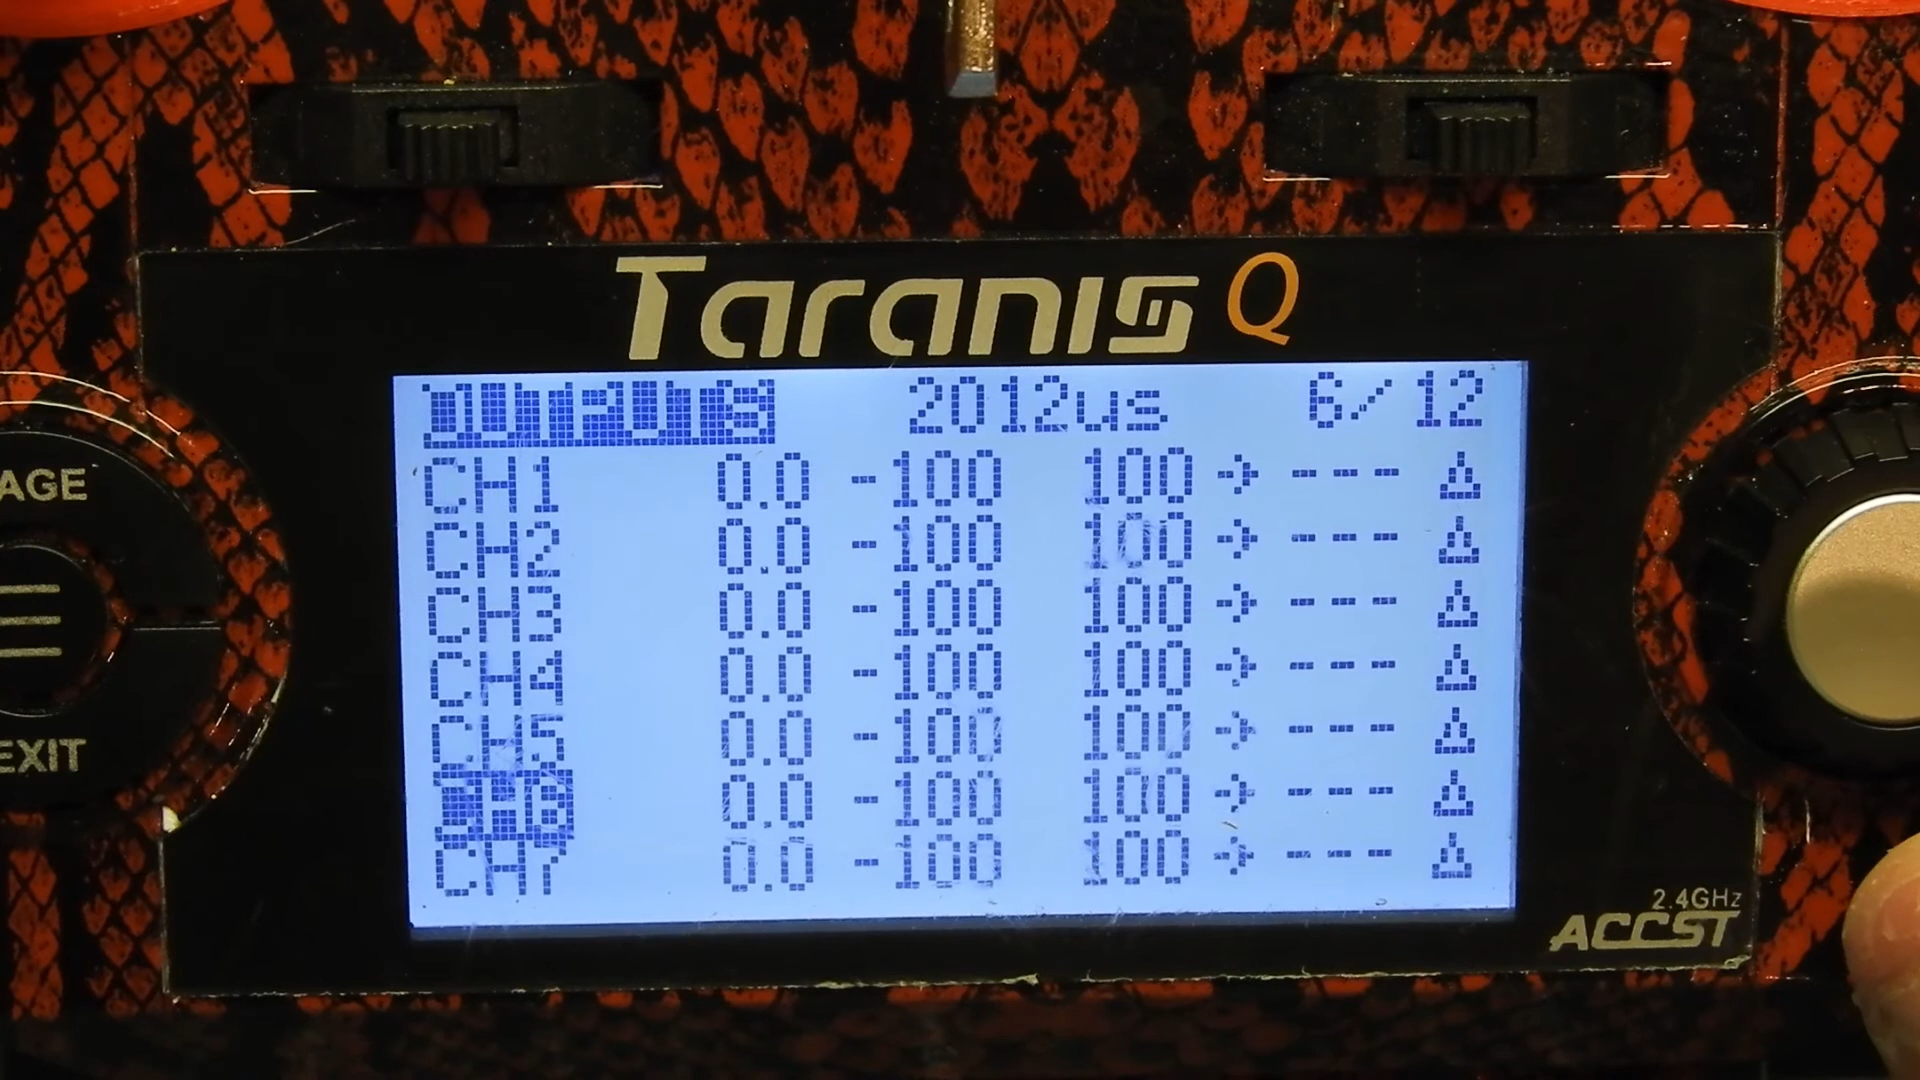 Taranis Q
OUTPUTS 2012us 6/12
CH1 0.0 -100 100 → --- Δ
CH2 0.0 -100 100 → --- Δ
CH3 0.0 -100 100 → --- Δ
CH4 0.0 -100 100 → --- Δ
CH5 0.0 -100 100 → --- Δ
CH6 0.0 -100 100 → --- Δ
CH7 0.0 -100 100 → --- Δ
AGE
EXIT
2.4GHz
ACCST